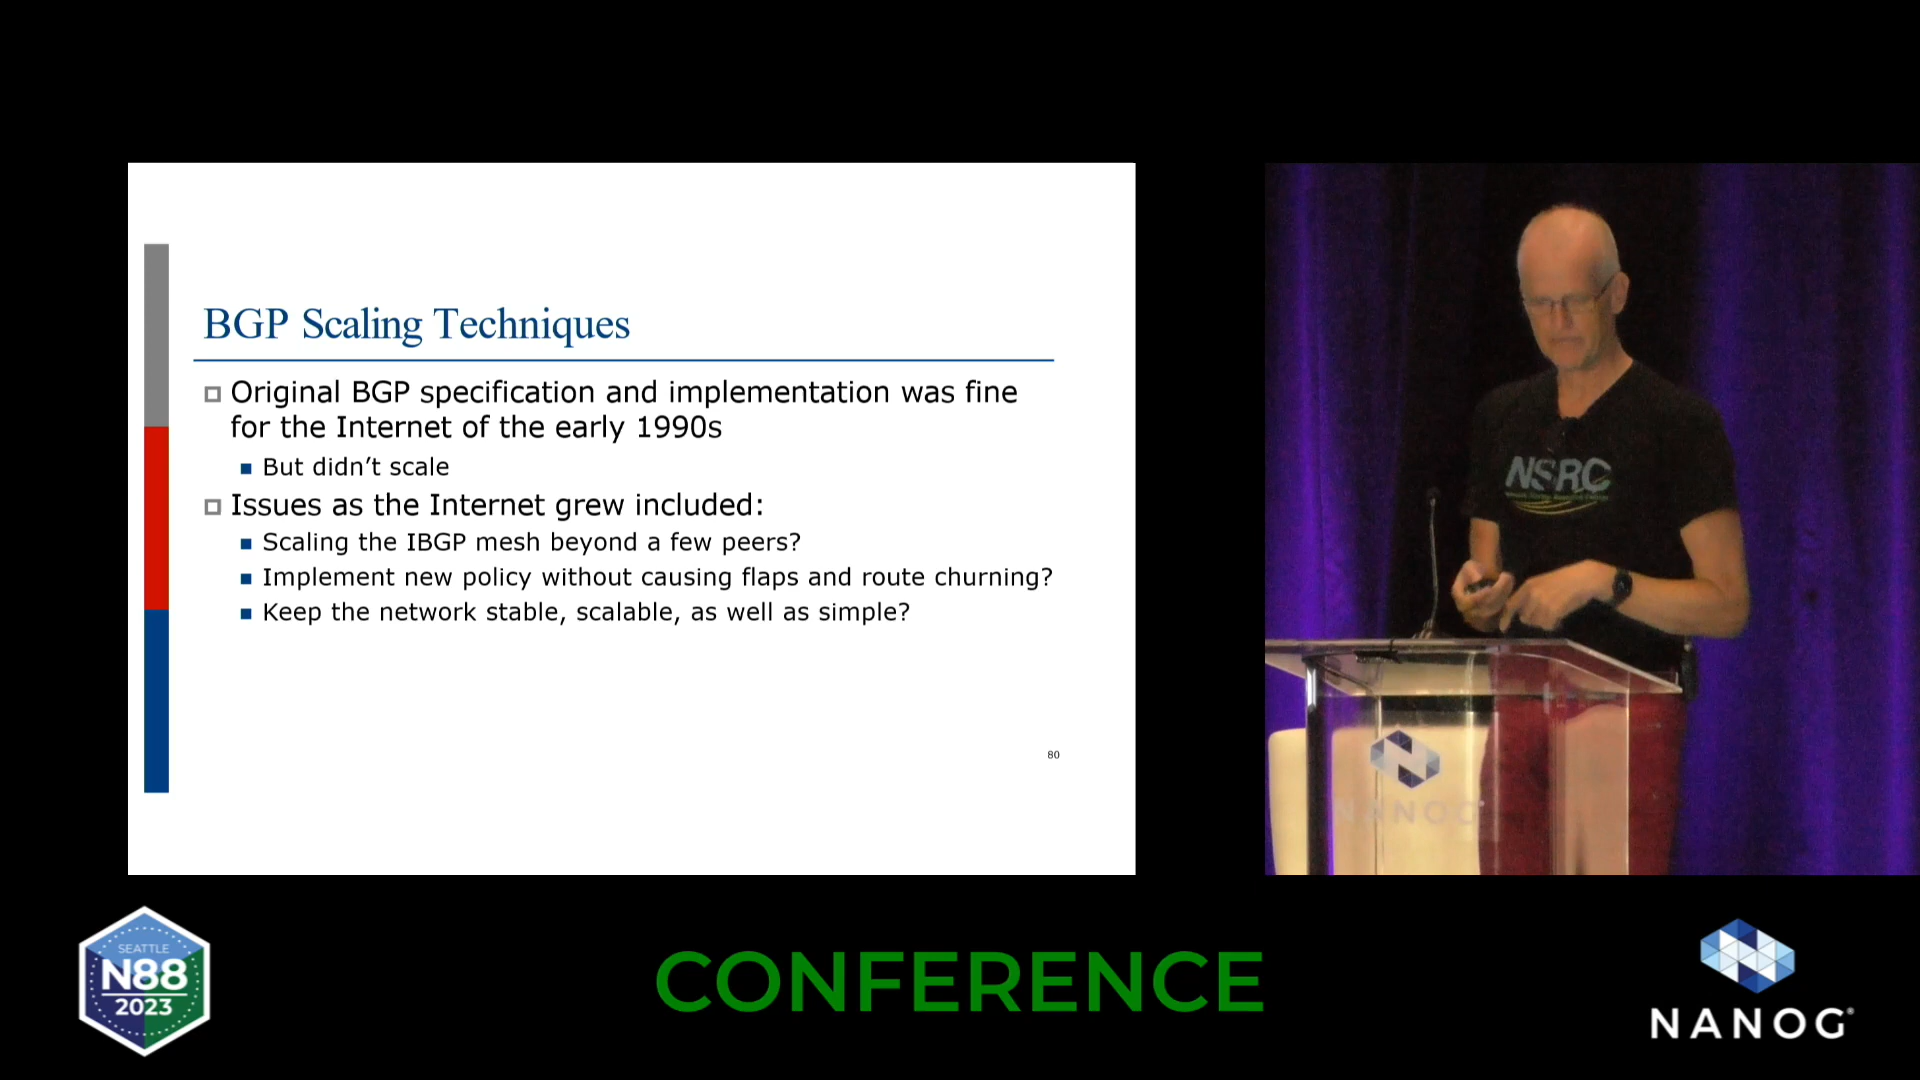 BGP Scaling Techniques
Original BGP specification and implementation was fine
for the Internet of the early 1990s
But didn’t scale
Issues as the Internet grew included:
Scaling the IBGP mesh beyond a few peers?
Implement new policy without causing flaps and route churning?
Keep the network stable, scalable, as well as simple?
80
NSRC
NANOG
SEATTLE
N88
2023
CONFERENCE
NANOG®